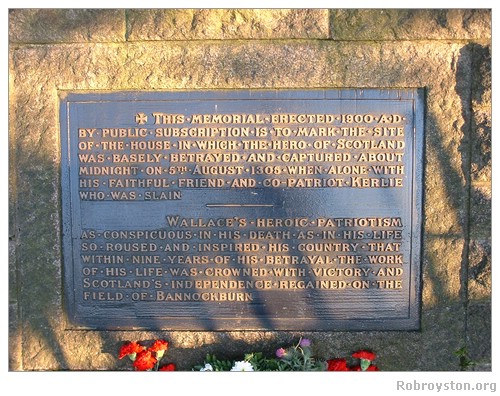 ✠ THIS·MEMORIAL·ERECTED·1900·A·D·
BY·PUBLIC·SUBSCRIPTION·IS·TO·MARK·THE·SITE
OF·THE·HOUSE·IN·WHICH·THE·HERO·OF·SCOTLAND
WAS·BASELY·BETRAYED·AND·CAPTURED·ABOUT
MIDNIGHT·ON·5TH·AUGUST·1305·WHEN·ALONE·WITH
HIS·FAITHFUL·FRIEND·AND·CO-PATRIOT·KERLIE
WHO·WAS·SLAIN
WALLACE'S·HEROIC·PATRIOTISM
AS·CONSPICUOUS·IN·HIS·DEATH·AS·IN·HIS·LIFE
SO·ROUSED·AND·INSPIRED·HIS·COUNTRY·THAT
WITHIN·NINE·YEARS·OF·HIS·BETRAYAL·THE·WORK
OF·HIS·LIFE·WAS·CROWNED·WITH·VICTORY·AND
SCOTLAND'S·INDEPENDENCE·REGAINED·ON·THE
FIELD·OF·BANNOCKBURN
Robroyston.org